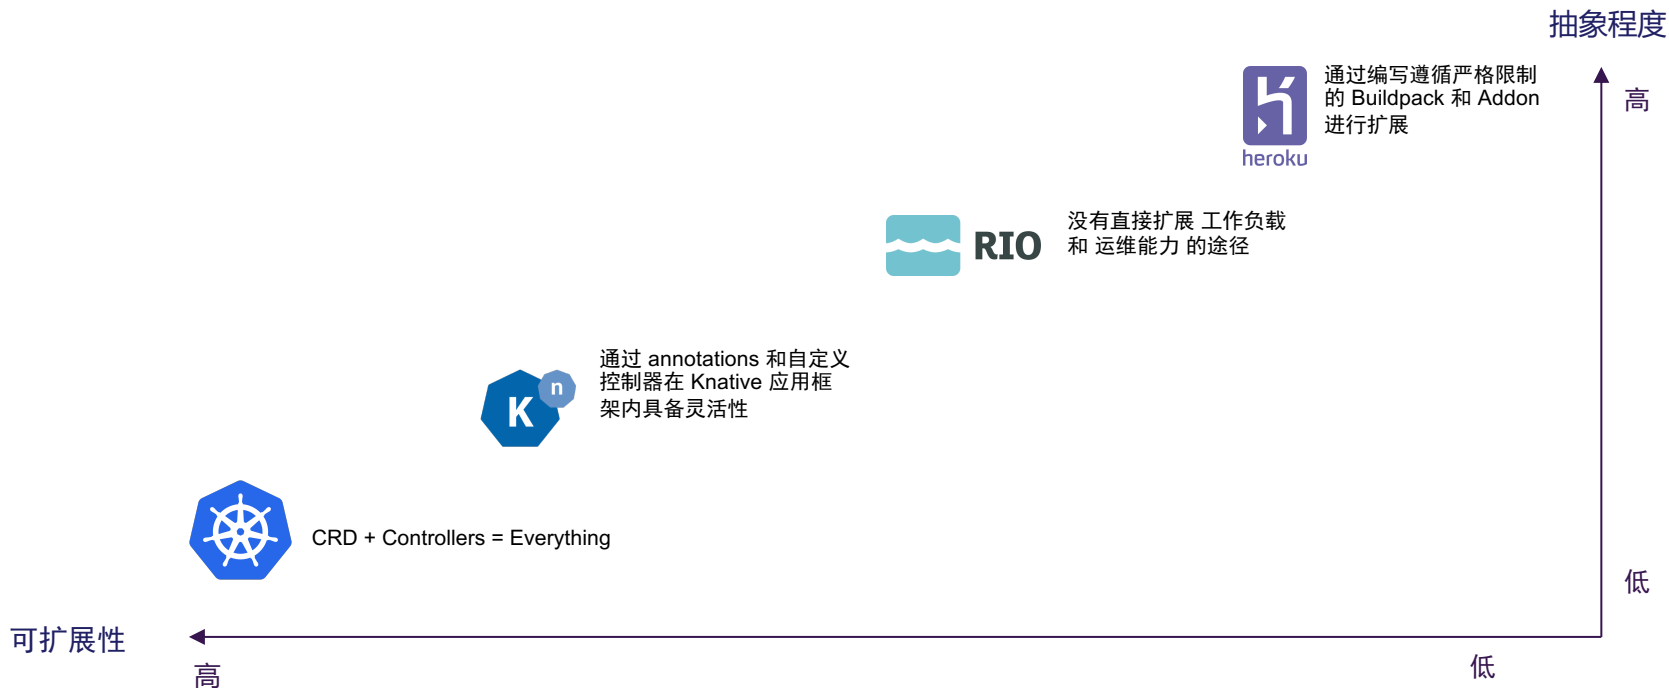 抽象程度
高
通过编写遵循严格限制
的 Buildpack 和 Addon
进行扩展
heroku
RIO
没有直接扩展 工作负载
和 运维能力 的途径
通过 annotations 和自定义
控制器在 Knative 应用框
架内具备灵活性
K
n
CRD + Controllers = Everything
低
可扩展性
高
低